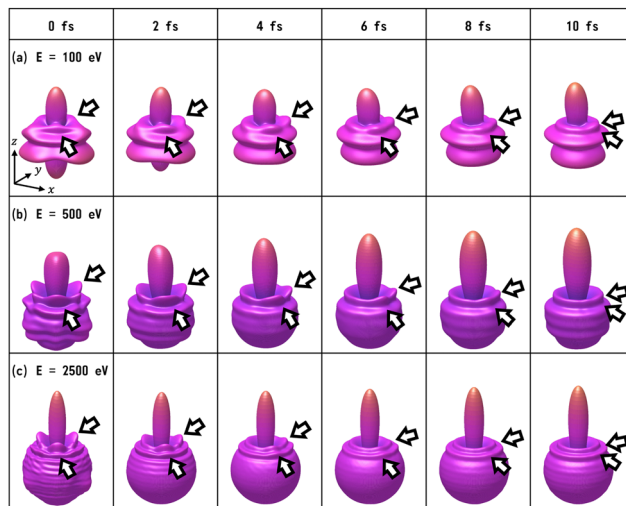 0 fs 2 fs 4 fs 6 fs 8 fs 10 fs
(a) E = 100 eV
z
y
x
(b) E = 500 eV
(c) E = 2500 eV